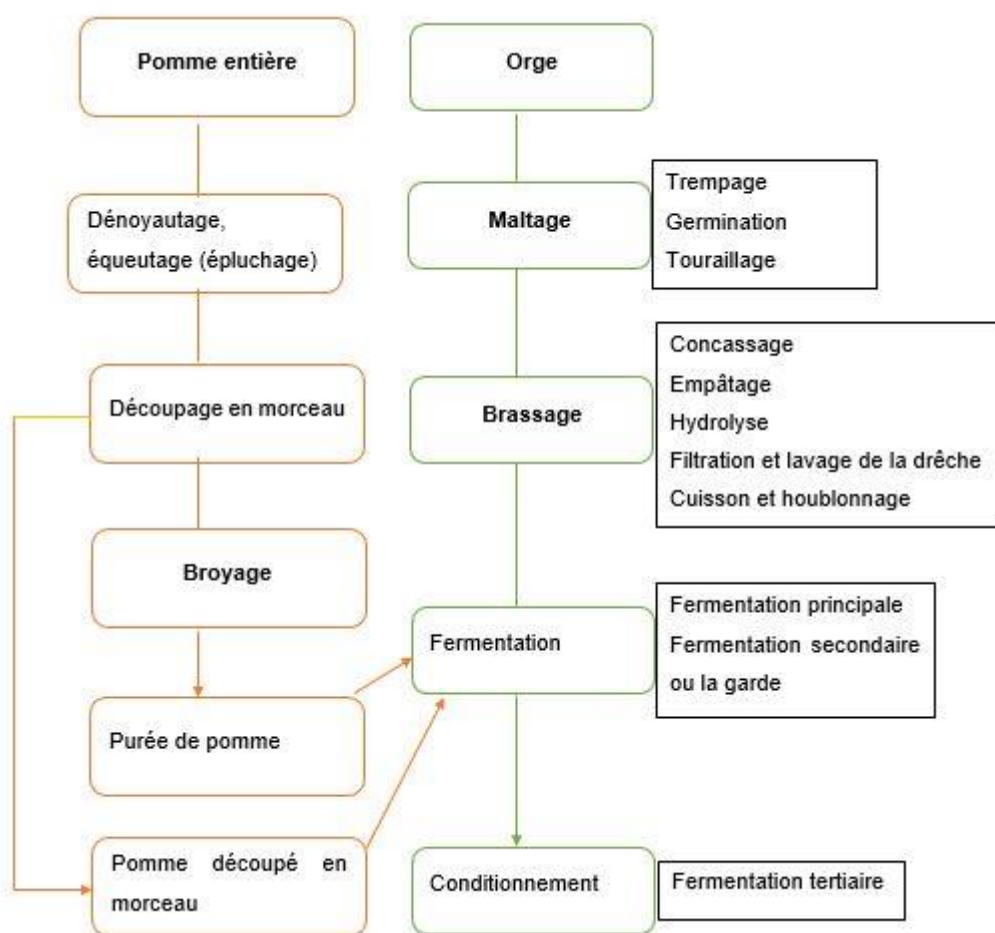 Pomme entière
Orge
Dénoyautage,
équeutage (épluchage)
Maltage
Trempage
Germination
Touraillage
Découpage en morceau
Brassage
Concassage
Empâtage
Hydrolyse
Filtration et lavage de la drêche
Cuisson et houblonnage
Broyage
Fermentation
Fermentation principale
Fermentation secondaire
ou la garde
Purée de pomme
Pomme découpé en
morceau
Conditionnement
Fermentation tertiaire